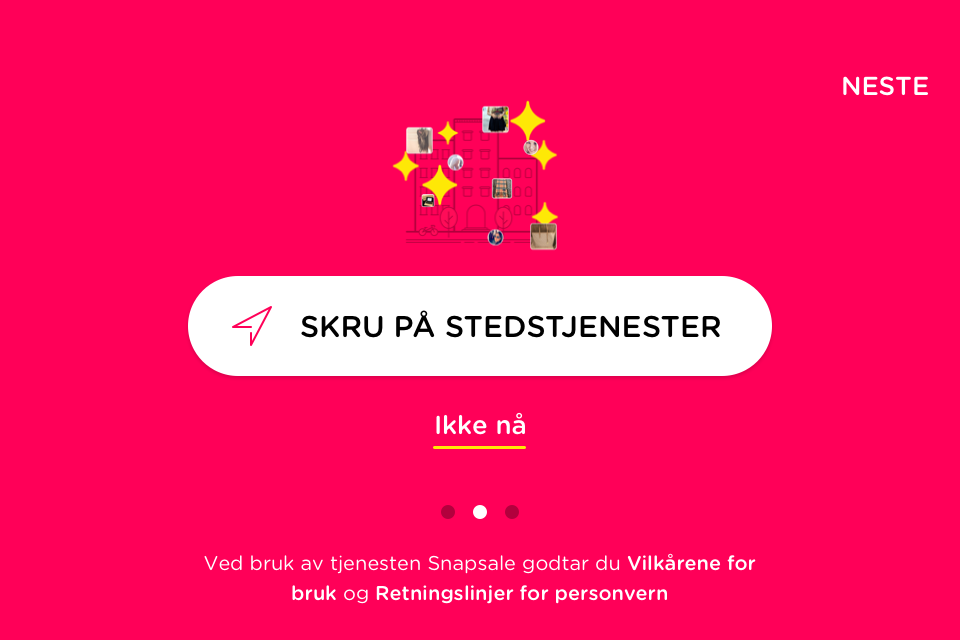 NESTE
SKRU PÅ STEDSTJENESTER
Ikke nå
Ved bruk av tjenesten Snapsale godtar du Vilkårene for
bruk og Retningslinjer for personvern